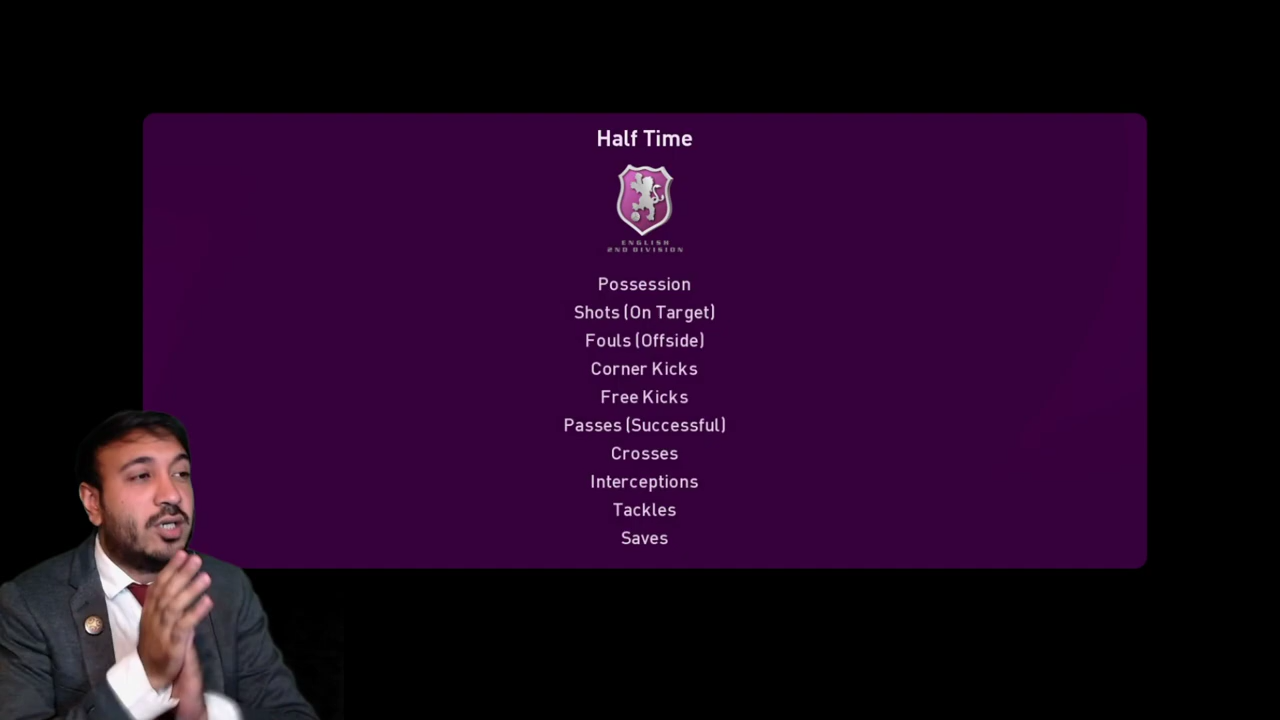 Half Time
ENGLISH
2ND DIVISION
Possession
Shots (On Target)
Fouls (Offside)
Corner Kicks
Free Kicks
Passes (Successful)
Crosses
Interceptions
Tackles
Saves